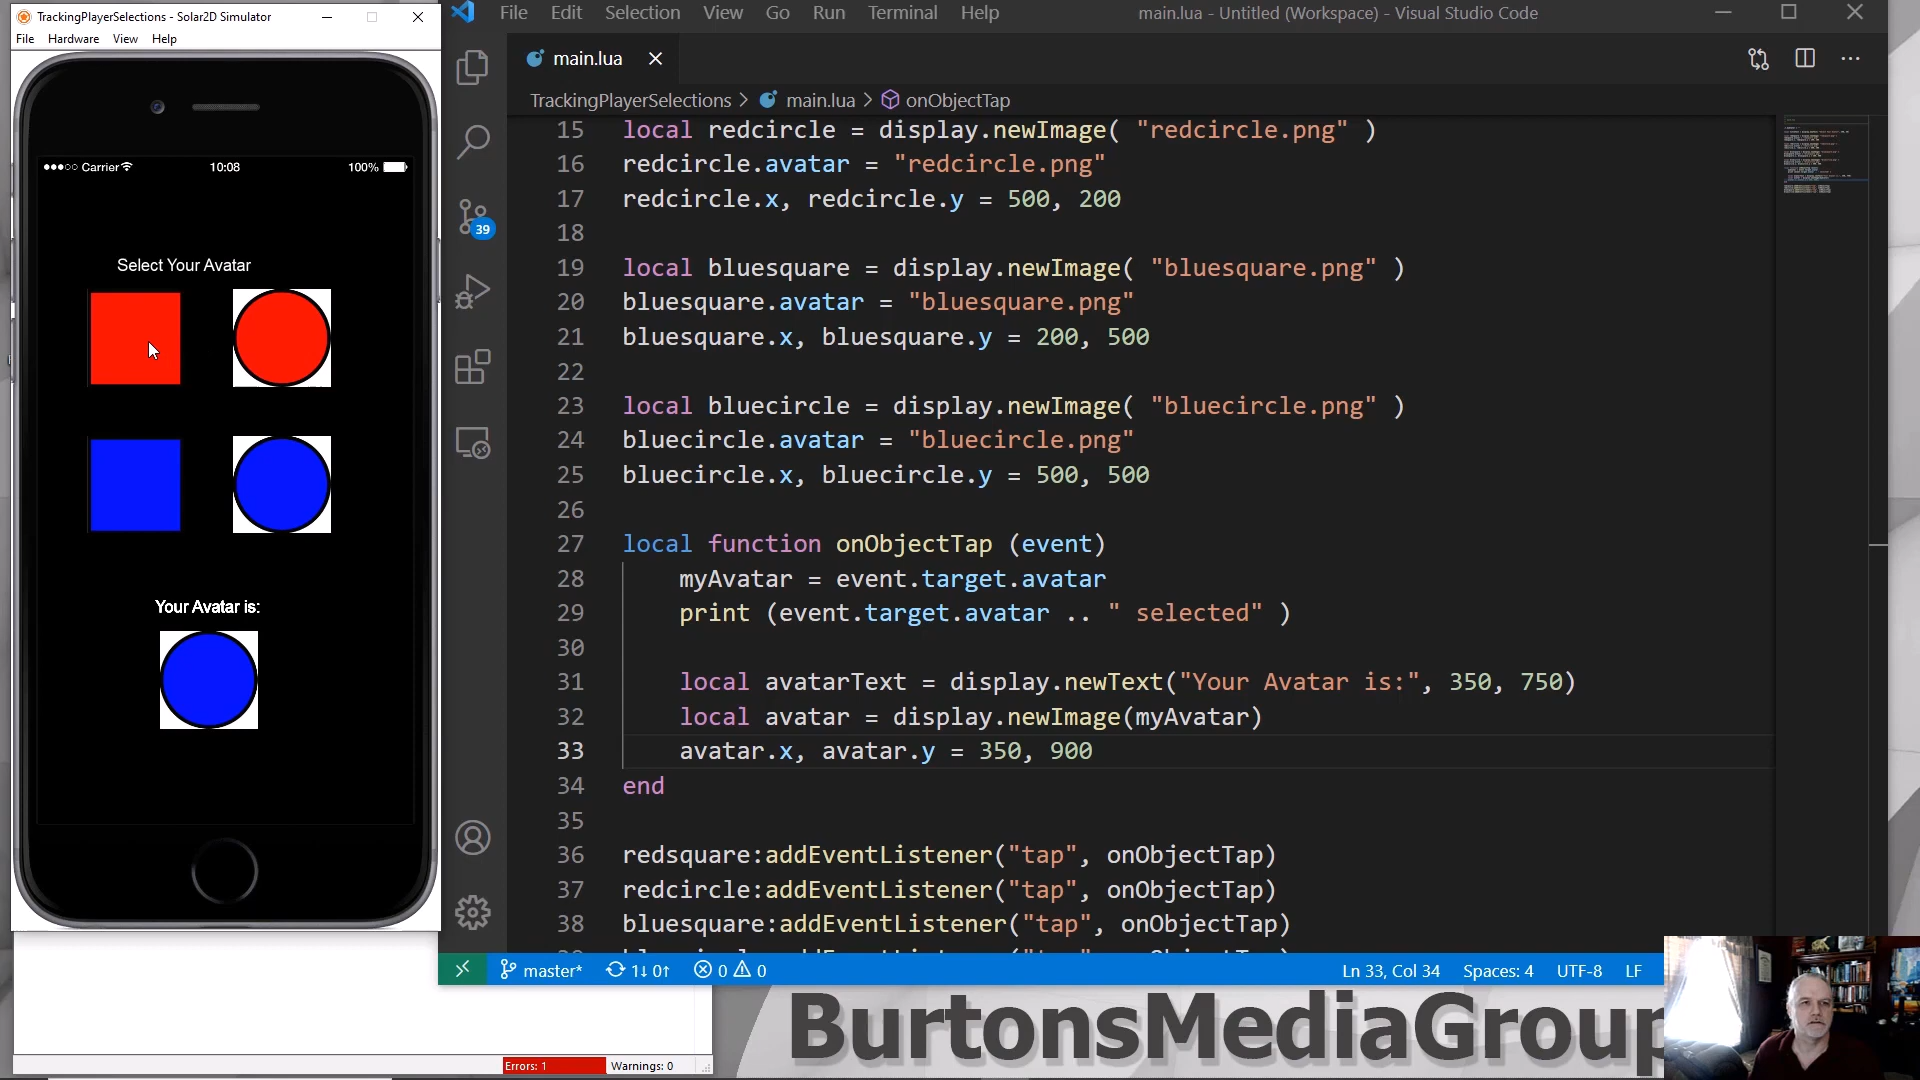 TrackingPlayerSelections - Solar2D Simulator
File Hardware View Help
Carrier 10:08 100%
Select Your Avatar
Your Avatar is:
Errors: 1 Warnings: 0
File Edit Selection View Go Run Terminal Help main.lua - Untitled (Workspace) - Visual Studio Code
main.lua
TrackingPlayerSelections > main.lua > onObjectTap
39
15 local redcircle = display.newImage( "redcircle.png" )
16 redcircle.avatar = "redcircle.png"
17 redcircle.x, redcircle.y = 500, 200
18
19 local bluesquare = display.newImage( "bluesquare.png" )
20 bluesquare.avatar = "bluesquare.png"
21 bluesquare.x, bluesquare.y = 200, 500
22
23 local bluecircle = display.newImage( "bluecircle.png" )
24 bluecircle.avatar = "bluecircle.png"
25 bluecircle.x, bluecircle.y = 500, 500
26
27 local function onObjectTap (event)
28 myAvatar = event.target.avatar
29 print (event.target.avatar .. " selected" )
30
31 local avatarText = display.newText("Your Avatar is:", 350, 750)
32 local avatar = display.newImage(myAvatar)
33 avatar.x, avatar.y = 350, 900
34 end
35
36 redsquare:addEventListener("tap", onObjectTap)
37 redcircle:addEventListener("tap", onObjectTap)
38 bluesquare:addEventListener("tap", onObjectTap)
master* 1↓ 0↑ 0 0 Ln 33, Col 34 Spaces: 4 UTF-8 LF
BurtonsMediaGroup